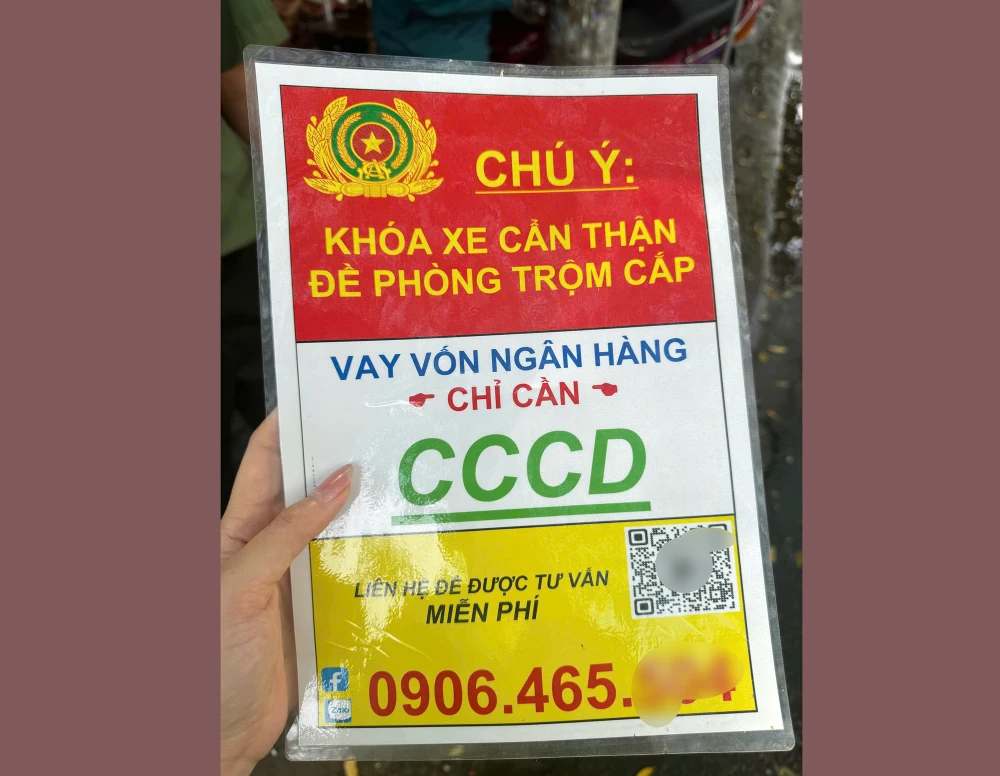 CHÚ Ý:
KHÓA XE CẨN THẬN
ĐỀ PHÒNG TRỘM CẮP
VAY VỐN NGÂN HÀNG
CHỈ CẦN
CCCD
LIÊN HỆ ĐỂ ĐƯỢC TƯ VẤN
MIỄN PHÍ
f
Zalo
0906.465.